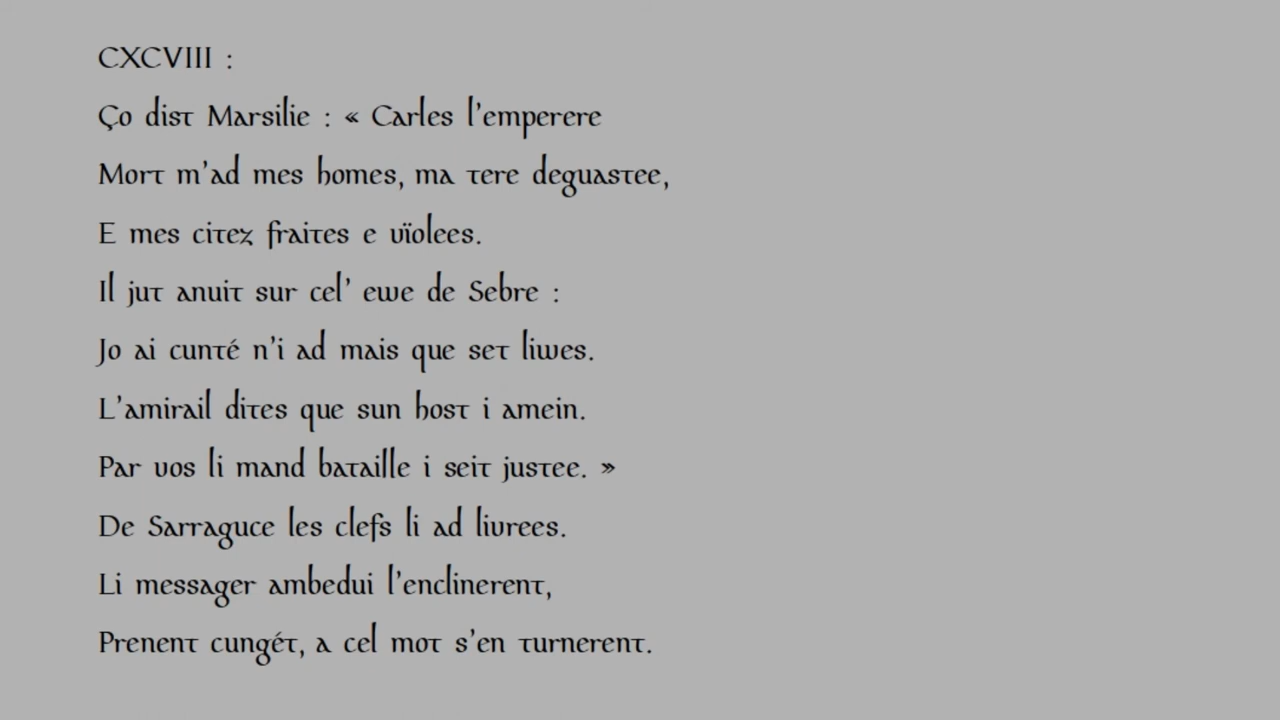 CXCVIII :
Ço dist Marsilie : « Carles l'emperere
Mort m'ad mes homes, ma tere deguastee,
E mes citez fraites e vïolees.
Il jut anuit sur cel' ewe de Sebre :
Jo ai cunté n'i ad mais que set liwes.
L'amirail dites que sun host i amein.
Par vos li mand bataille i seit justee. »
De Sarraguce les clefs li ad livrees.
Li messager ambedui l'enclinerent,
Prenent cungét, a cel mot s'en turnerent.